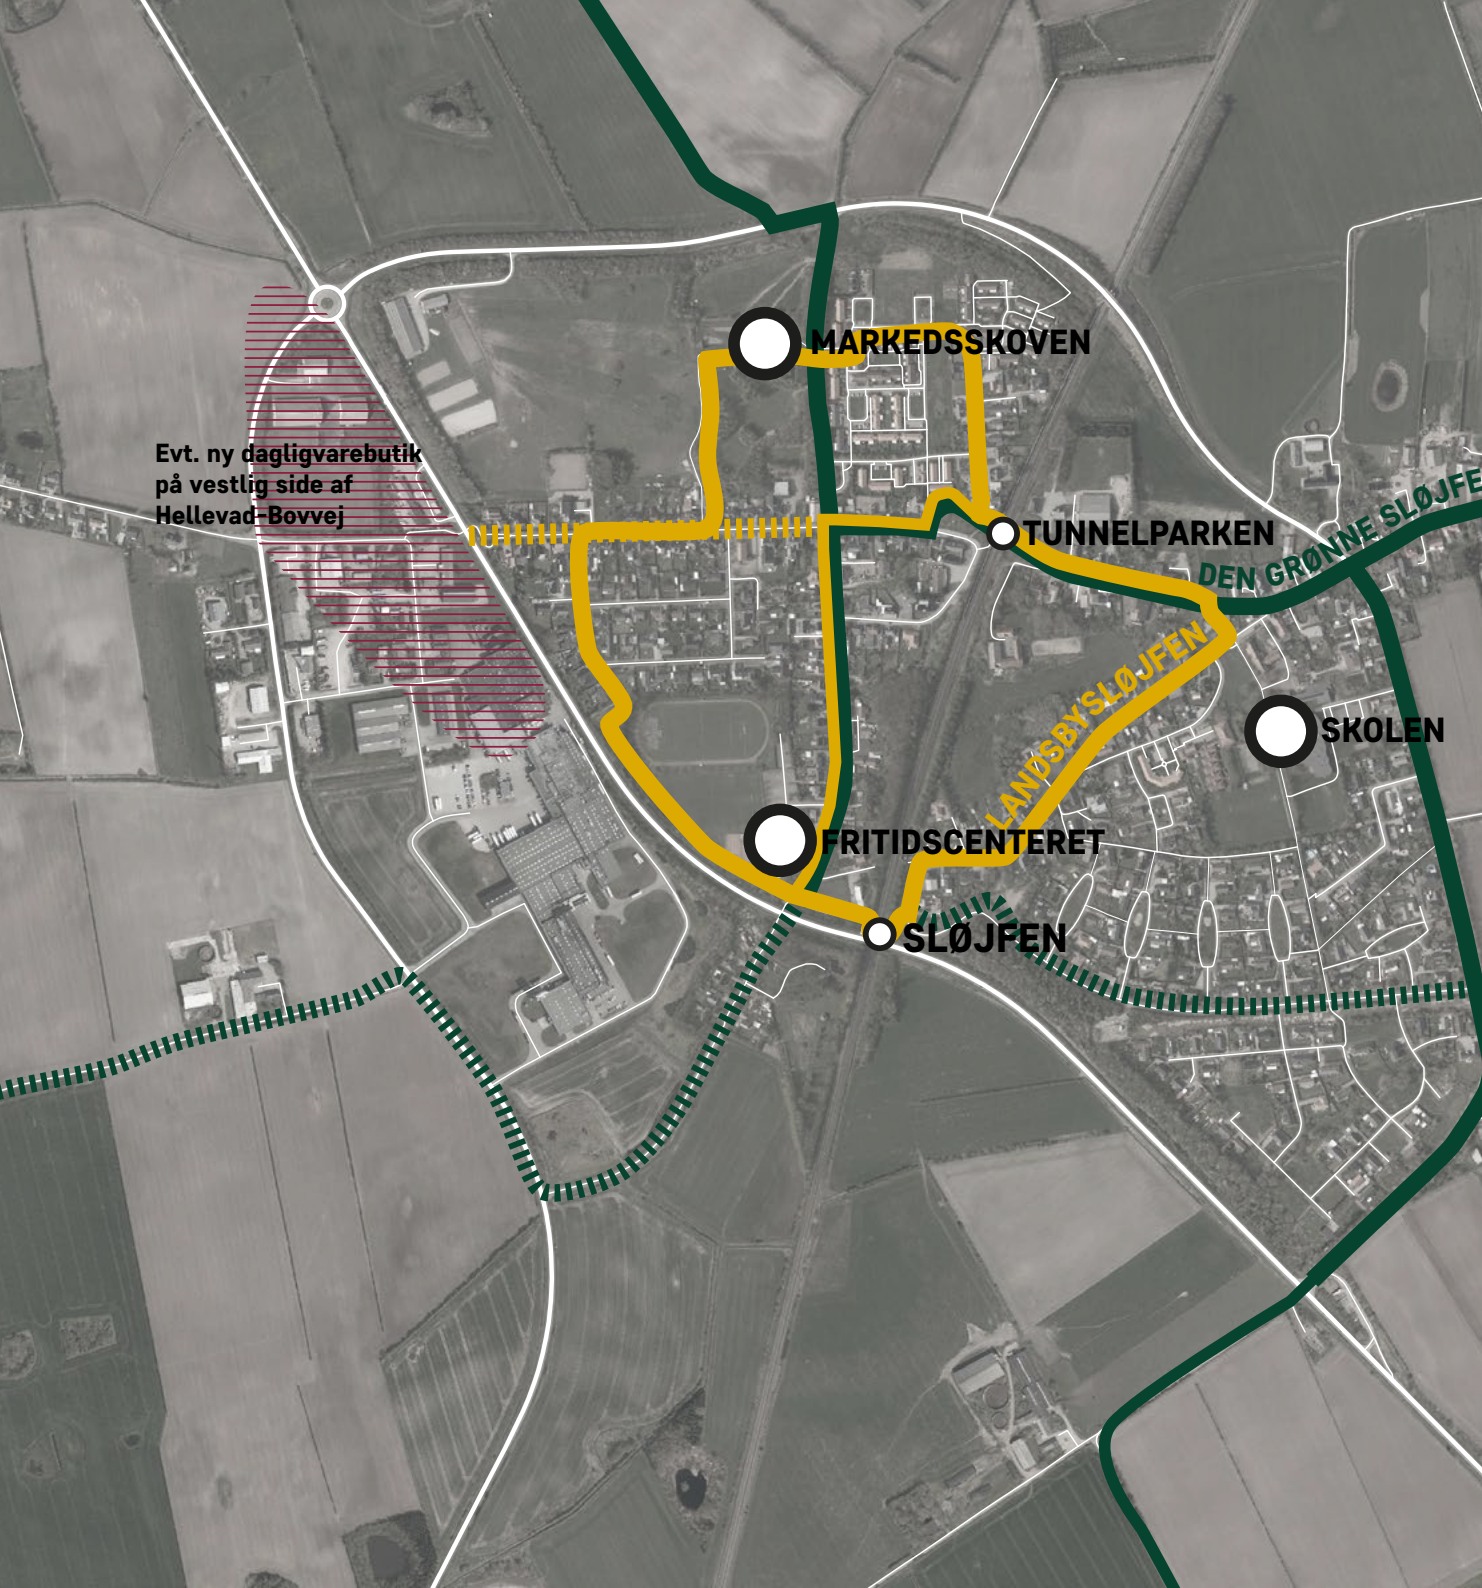 MARKEDSSKOVEN
Evt. ny dagligvarebutik
på vestlig side af
Hellevad-Bovvej
TUNNELPARKEN
DEN GRØNNE SLØJFE
LANDSBYSLØJFEN
SKOLEN
FRITIDSCENTERET
SLØJFEN